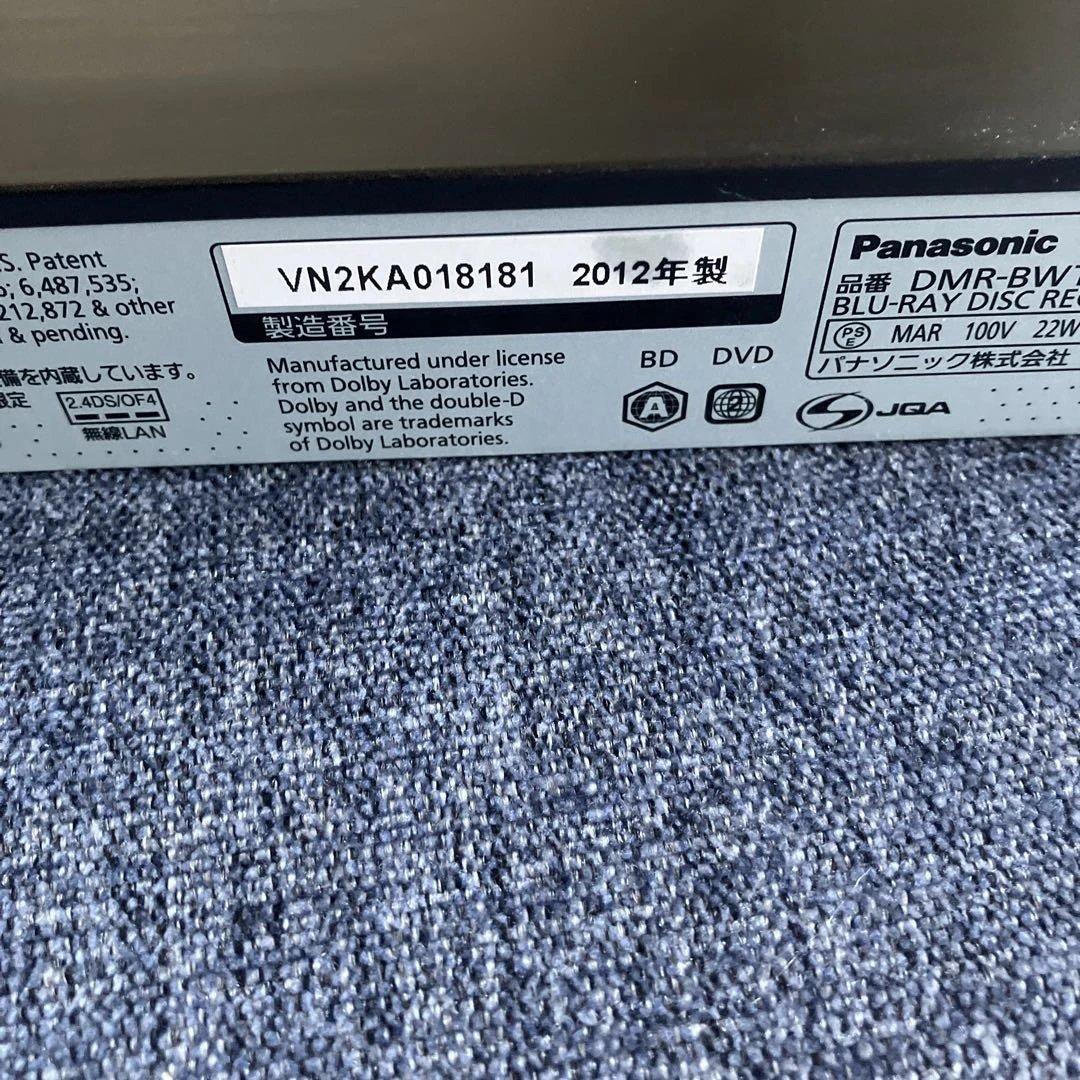 S. Patent
6,487,535;
212,872 & other
& pending.
備を内蔵しています。
限定
2.4DS/OF4
無線LAN
VN2KA018181 2012年製
製造番号
Manufactured under license
from Dolby Laboratories.
Dolby and the double-D
symbol are trademarks
of Dolby Laboratories.
BD DVD
A 2
JQA
Panasonic
品番 DMR-BW
BLU-RAY DISC REC
PSE MAR 100V 22W
パナソニック株式会社